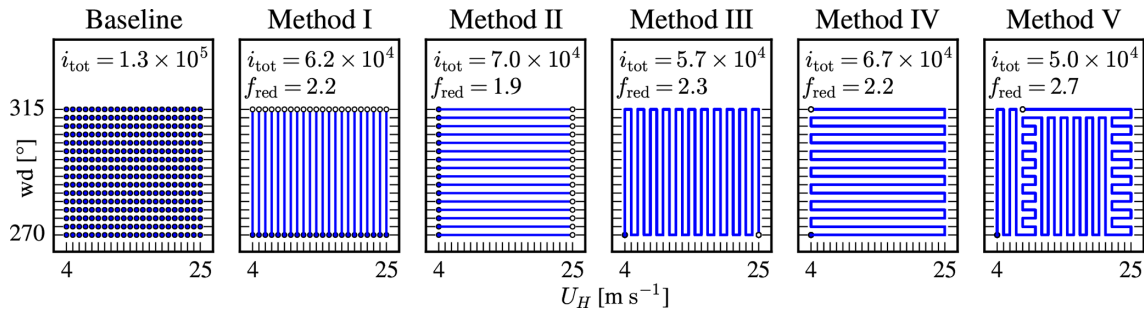 Baseline
Method I
Method II
Method III
Method IV
Method V
i_tot = 1.3 × 10^5
i_tot = 6.2 × 10^4
f_red = 2.2
i_tot = 7.0 × 10^4
f_red = 1.9
i_tot = 5.7 × 10^4
f_red = 2.3
i_tot = 6.7 × 10^4
f_red = 2.2
i_tot = 5.0 × 10^4
f_red = 2.7
315
wd [°]
270
4 25
4 25
4 25
4 25
4 25
4 25
U_H [m s^−1]